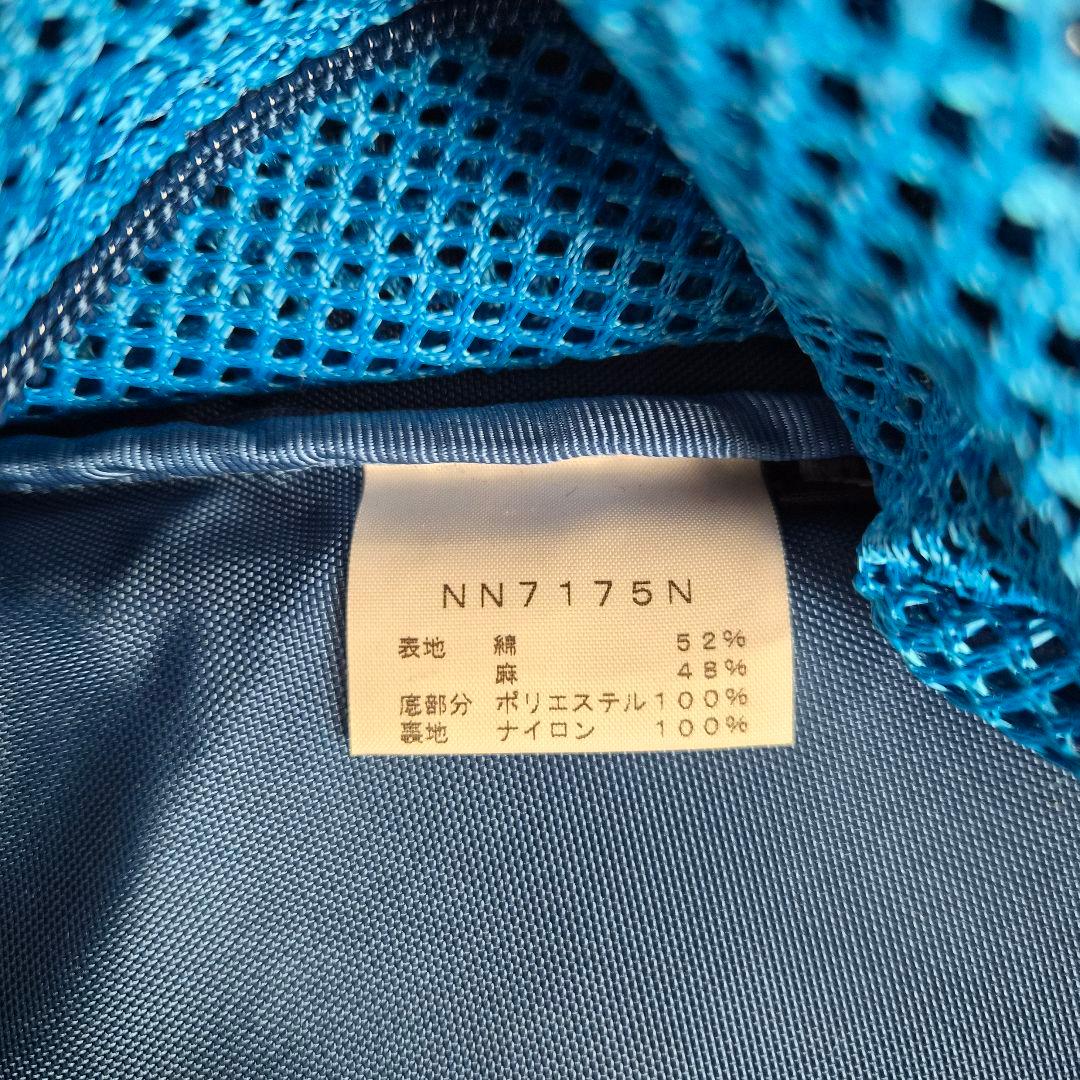 NN7175N
表地 綿 52%
麻 48%
底部分 ポリエステル100%
裏地 ナイロン 100%